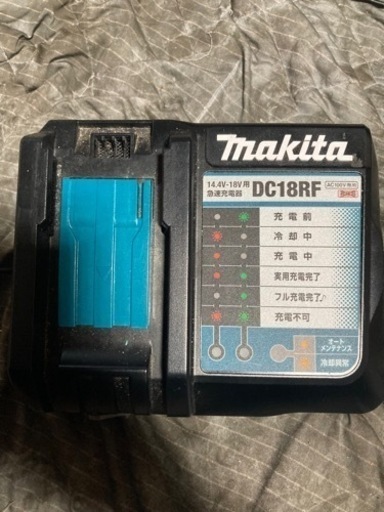 makita
14.4V-18V用
急速充電器
DC18RF
AC100V専用
充電前
冷却中
充電中
実用充電完了
フル充電完了♪
充電不可
オート
メンテナンス
冷却異常